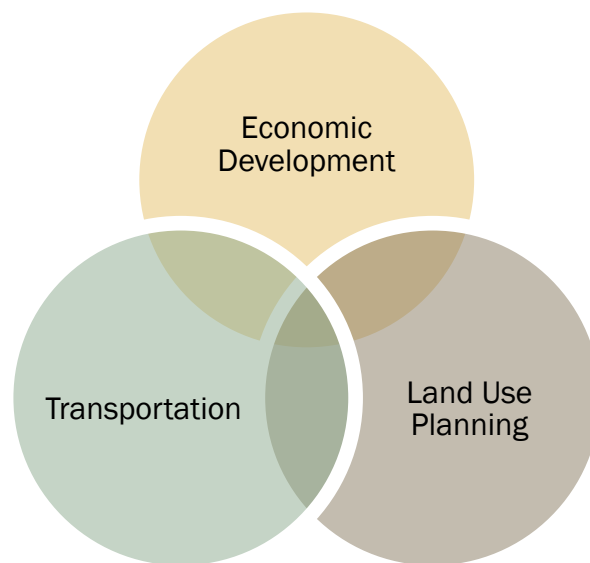 Economic
Development
Transportation
Land Use
Planning